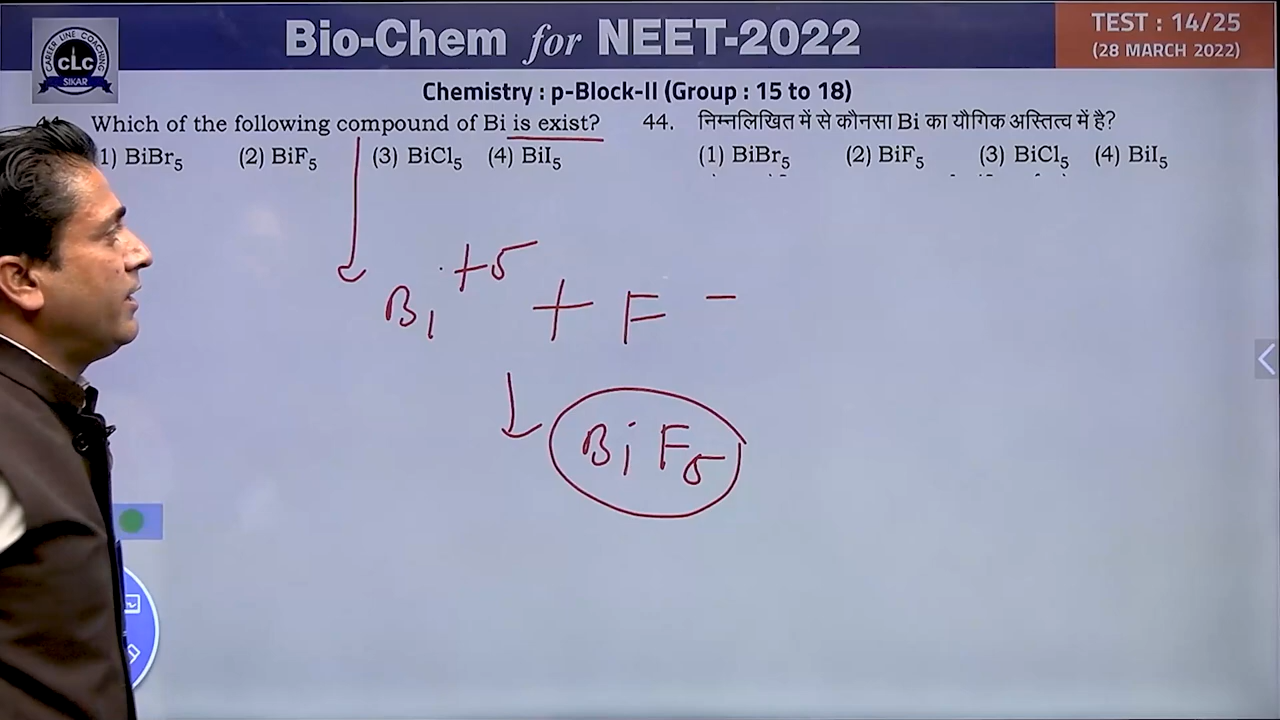 Bio-Chem for NEET-2022
TEST : 14/25
(28 MARCH 2022)
CAREER LINE COACHING
CLC
SIKAR
Chemistry : p-Block-II (Group : 15 to 18)
Which of the following compound of Bi is exist?
1) BiBr₅ (2) BiF₅ (3) BiCl₅ (4) BiI₅
44. निम्नलिखित में से कौनसा Bi का यौगिक अस्तित्व में है?
(1) BiBr₅ (2) BiF₅ (3) BiCl₅ (4) BiI₅
Bi⁺⁵ + F⁻
BiF₅